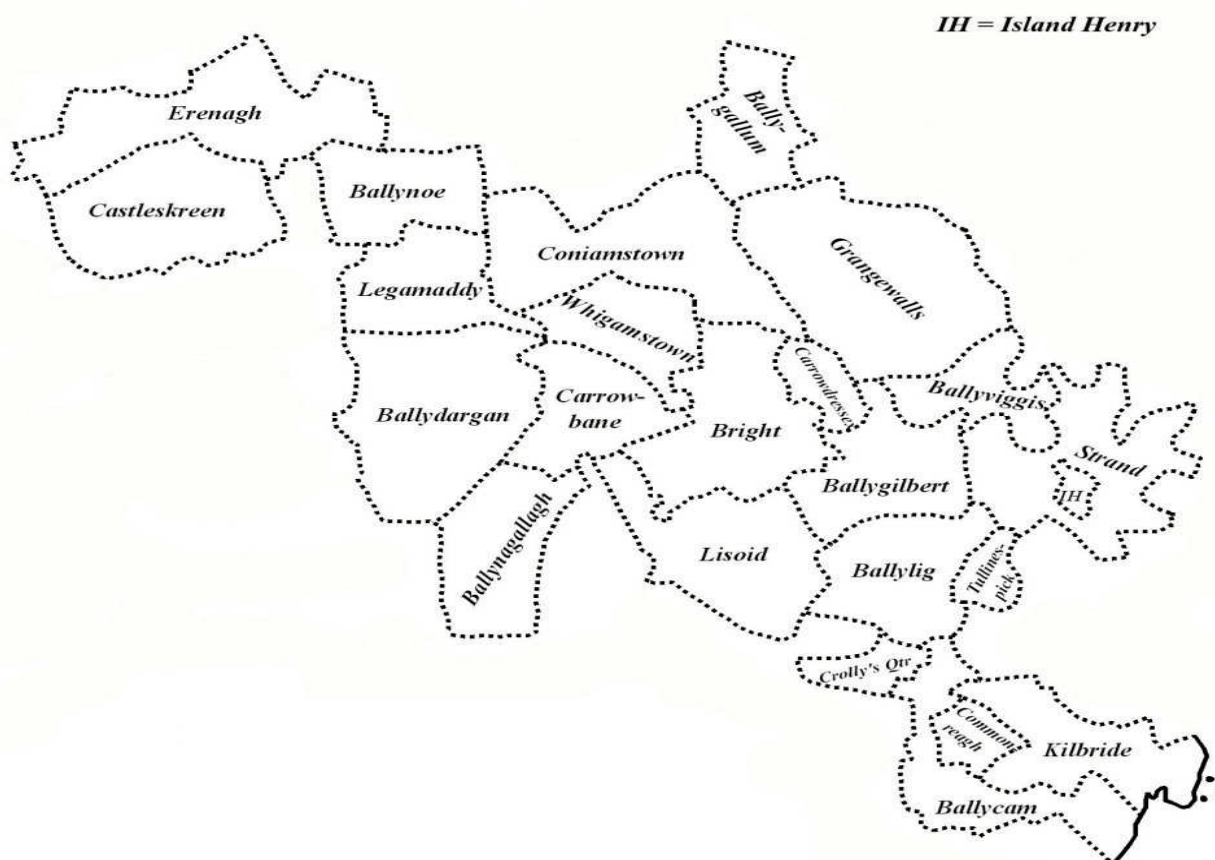 IH = Island Henry
Bally-
gallum
Erenagh
Castleskreen
Ballynoe
Coniamstown
Grangewalls
Legamaddy
Whigamstown
Carrowdressex
Ballyviggis
Ballydargan
Carrow-
bane
Bright
Strand
Ballygilbert
IH
Ballynagallagh
Lisoid
Ballylig
Tullines-
pick
Crolly's Qtr
Common
reagh
Kilbride
Ballycam